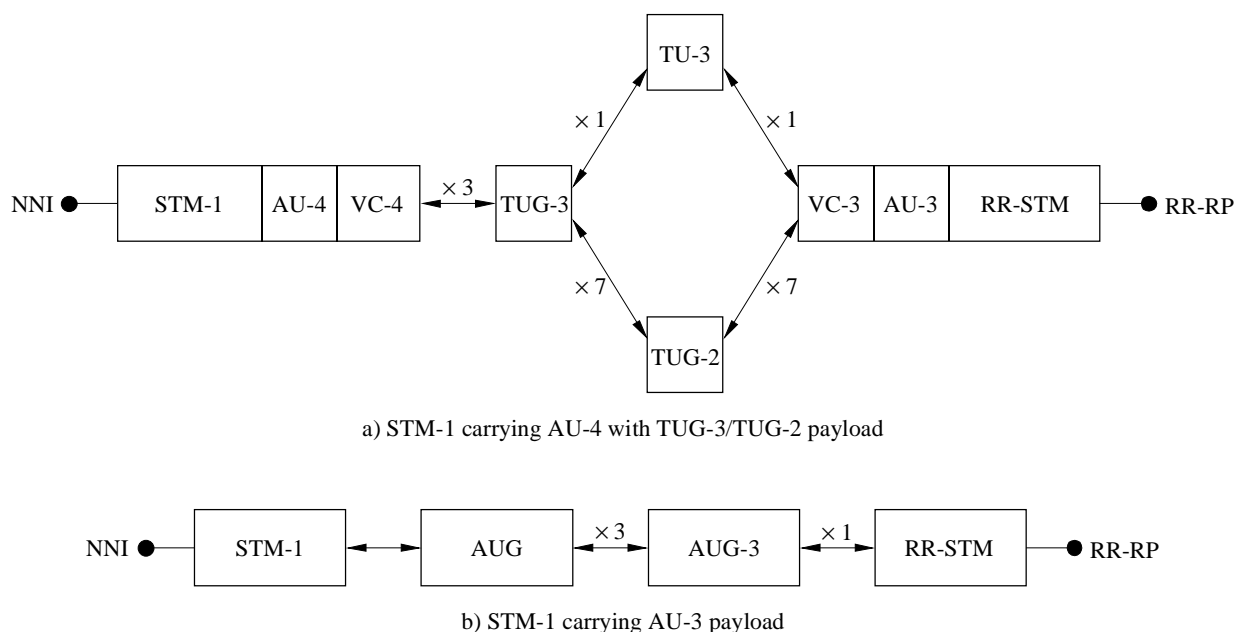 TU-3
× 1
× 1
NNI
STM-1
AU-4
VC-4
× 3
TUG-3
VC-3
AU-3
RR-STM
RR-RP
× 7
× 7
TUG-2
a) STM-1 carrying AU-4 with TUG-3/TUG-2 payload
NNI
STM-1
AUG
× 3
AUG-3
× 1
RR-STM
RR-RP
b) STM-1 carrying AU-3 payload